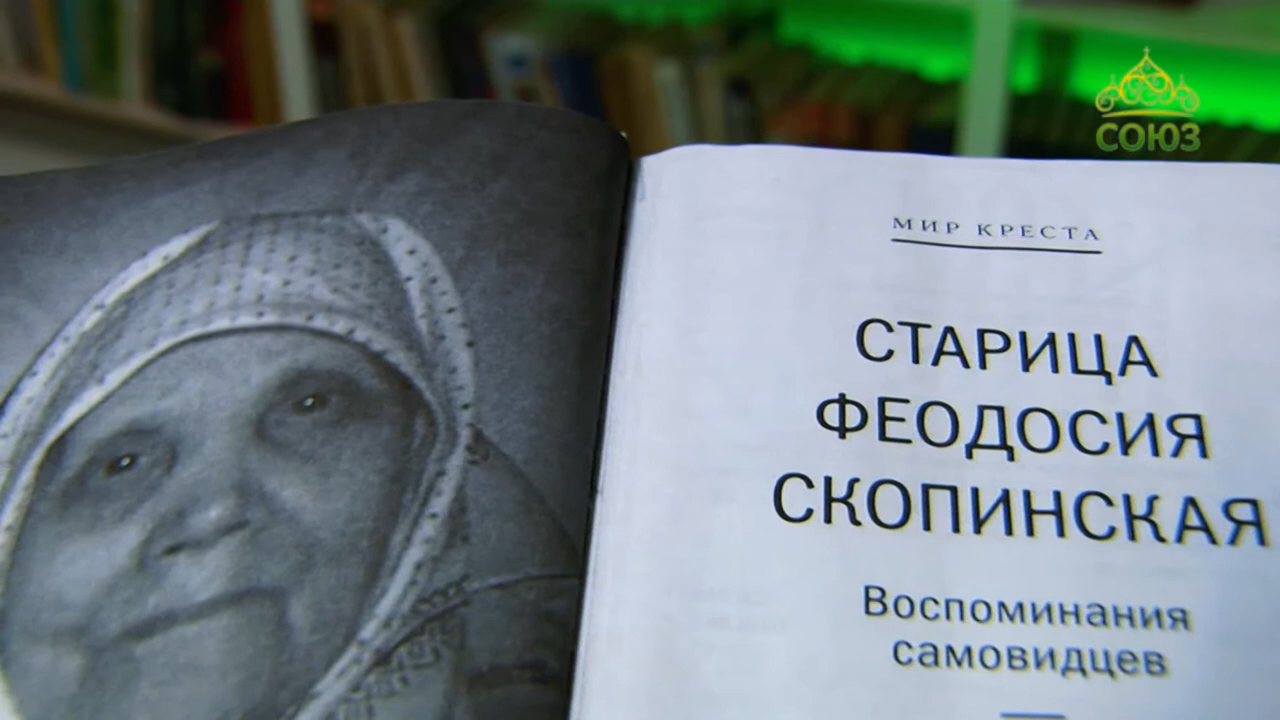 СОЮЗ
МИР КРЕСТА
СТАРИЦА
ФЕОДОСИЯ
СКОПИНСКАЯ
Воспоминания
самовидцев